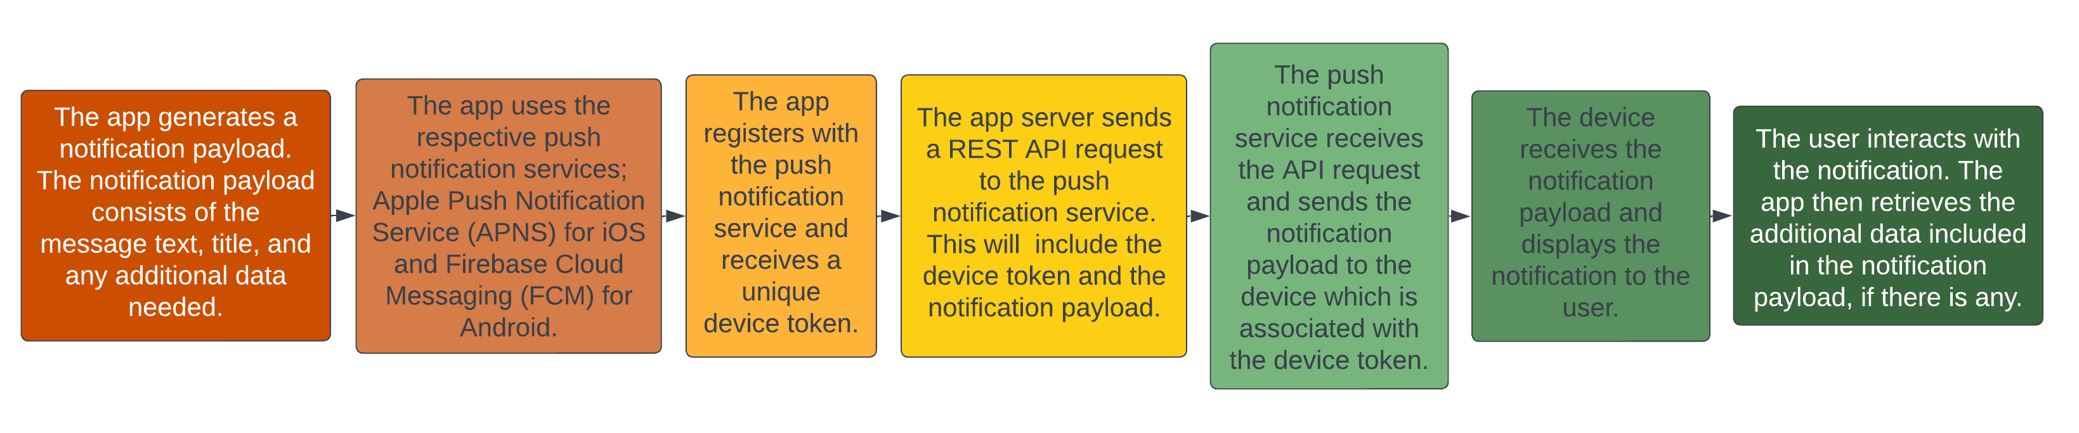 The app generates a
notification payload.
The notification payload
consists of the
message text, title, and
any additional data
needed.
The app uses the
respective push
notification services;
Apple Push Notification
Service (APNS) for iOS
and Firebase Cloud
Messaging (FCM) for
Android.
The app
registers with
the push
notification
service and
receives a
unique
device token.
The app server sends
a REST API request
to the push
notification service.
This will  include the
device token and the
notification payload.
The push
notification
service receives
the API request
and sends the
notification
payload to the
device which is
associated with
the device token.
The device
receives the
notification
payload and
displays the
notification to the
user.
The user interacts with
the notification. The
app then retrieves the
additional data included
in the notification
payload, if there is any.